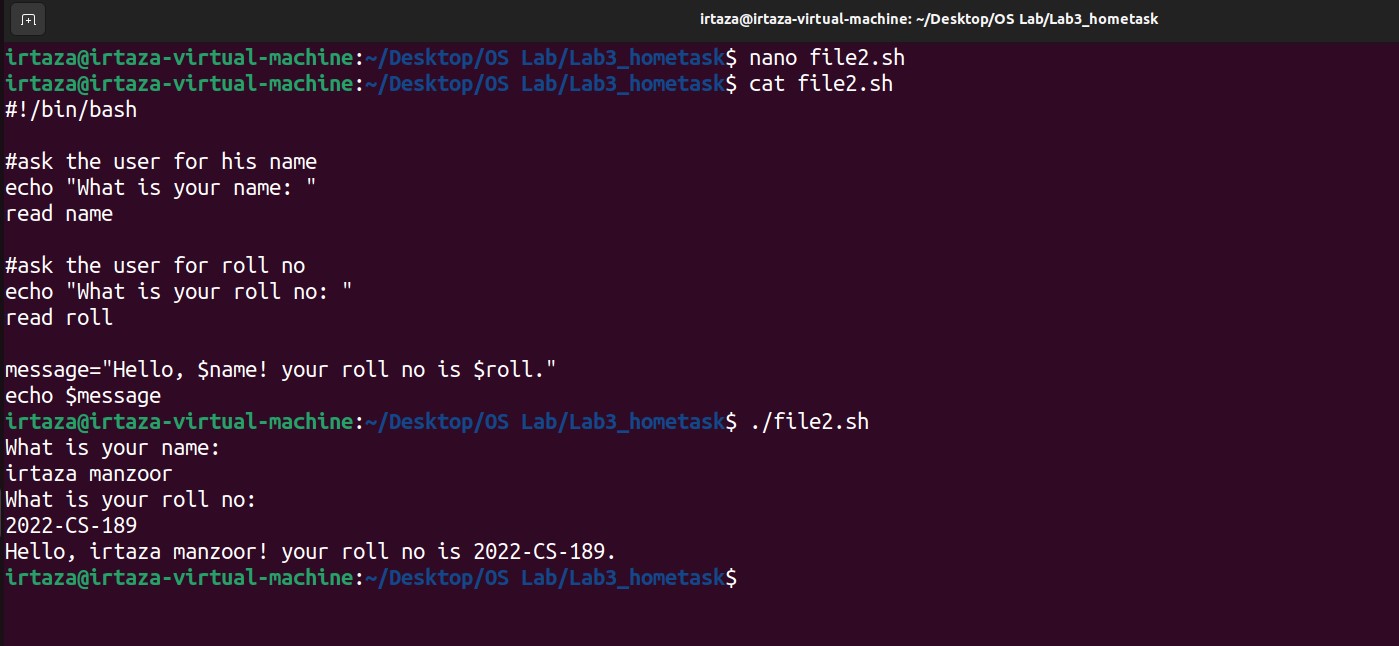 irtaza@irtaza-virtual-machine: ~/Desktop/OS Lab/Lab3_hometask
irtaza@irtaza-virtual-machine:~/Desktop/OS Lab/Lab3_hometask$ nano file2.sh
irtaza@irtaza-virtual-machine:~/Desktop/OS Lab/Lab3_hometask$ cat file2.sh
#!/bin/bash
#ask the user for his name
echo "What is your name: "
read name
#ask the user for roll no
echo "What is your roll no: "
read roll
message="Hello, $name! your roll no is $roll."
echo $message
irtaza@irtaza-virtual-machine:~/Desktop/OS Lab/Lab3_hometask$ ./file2.sh
What is your name:
irtaza manzoor
What is your roll no:
2022-CS-189
Hello, irtaza manzoor! your roll no is 2022-CS-189.
irtaza@irtaza-virtual-machine:~/Desktop/OS Lab/Lab3_hometask$